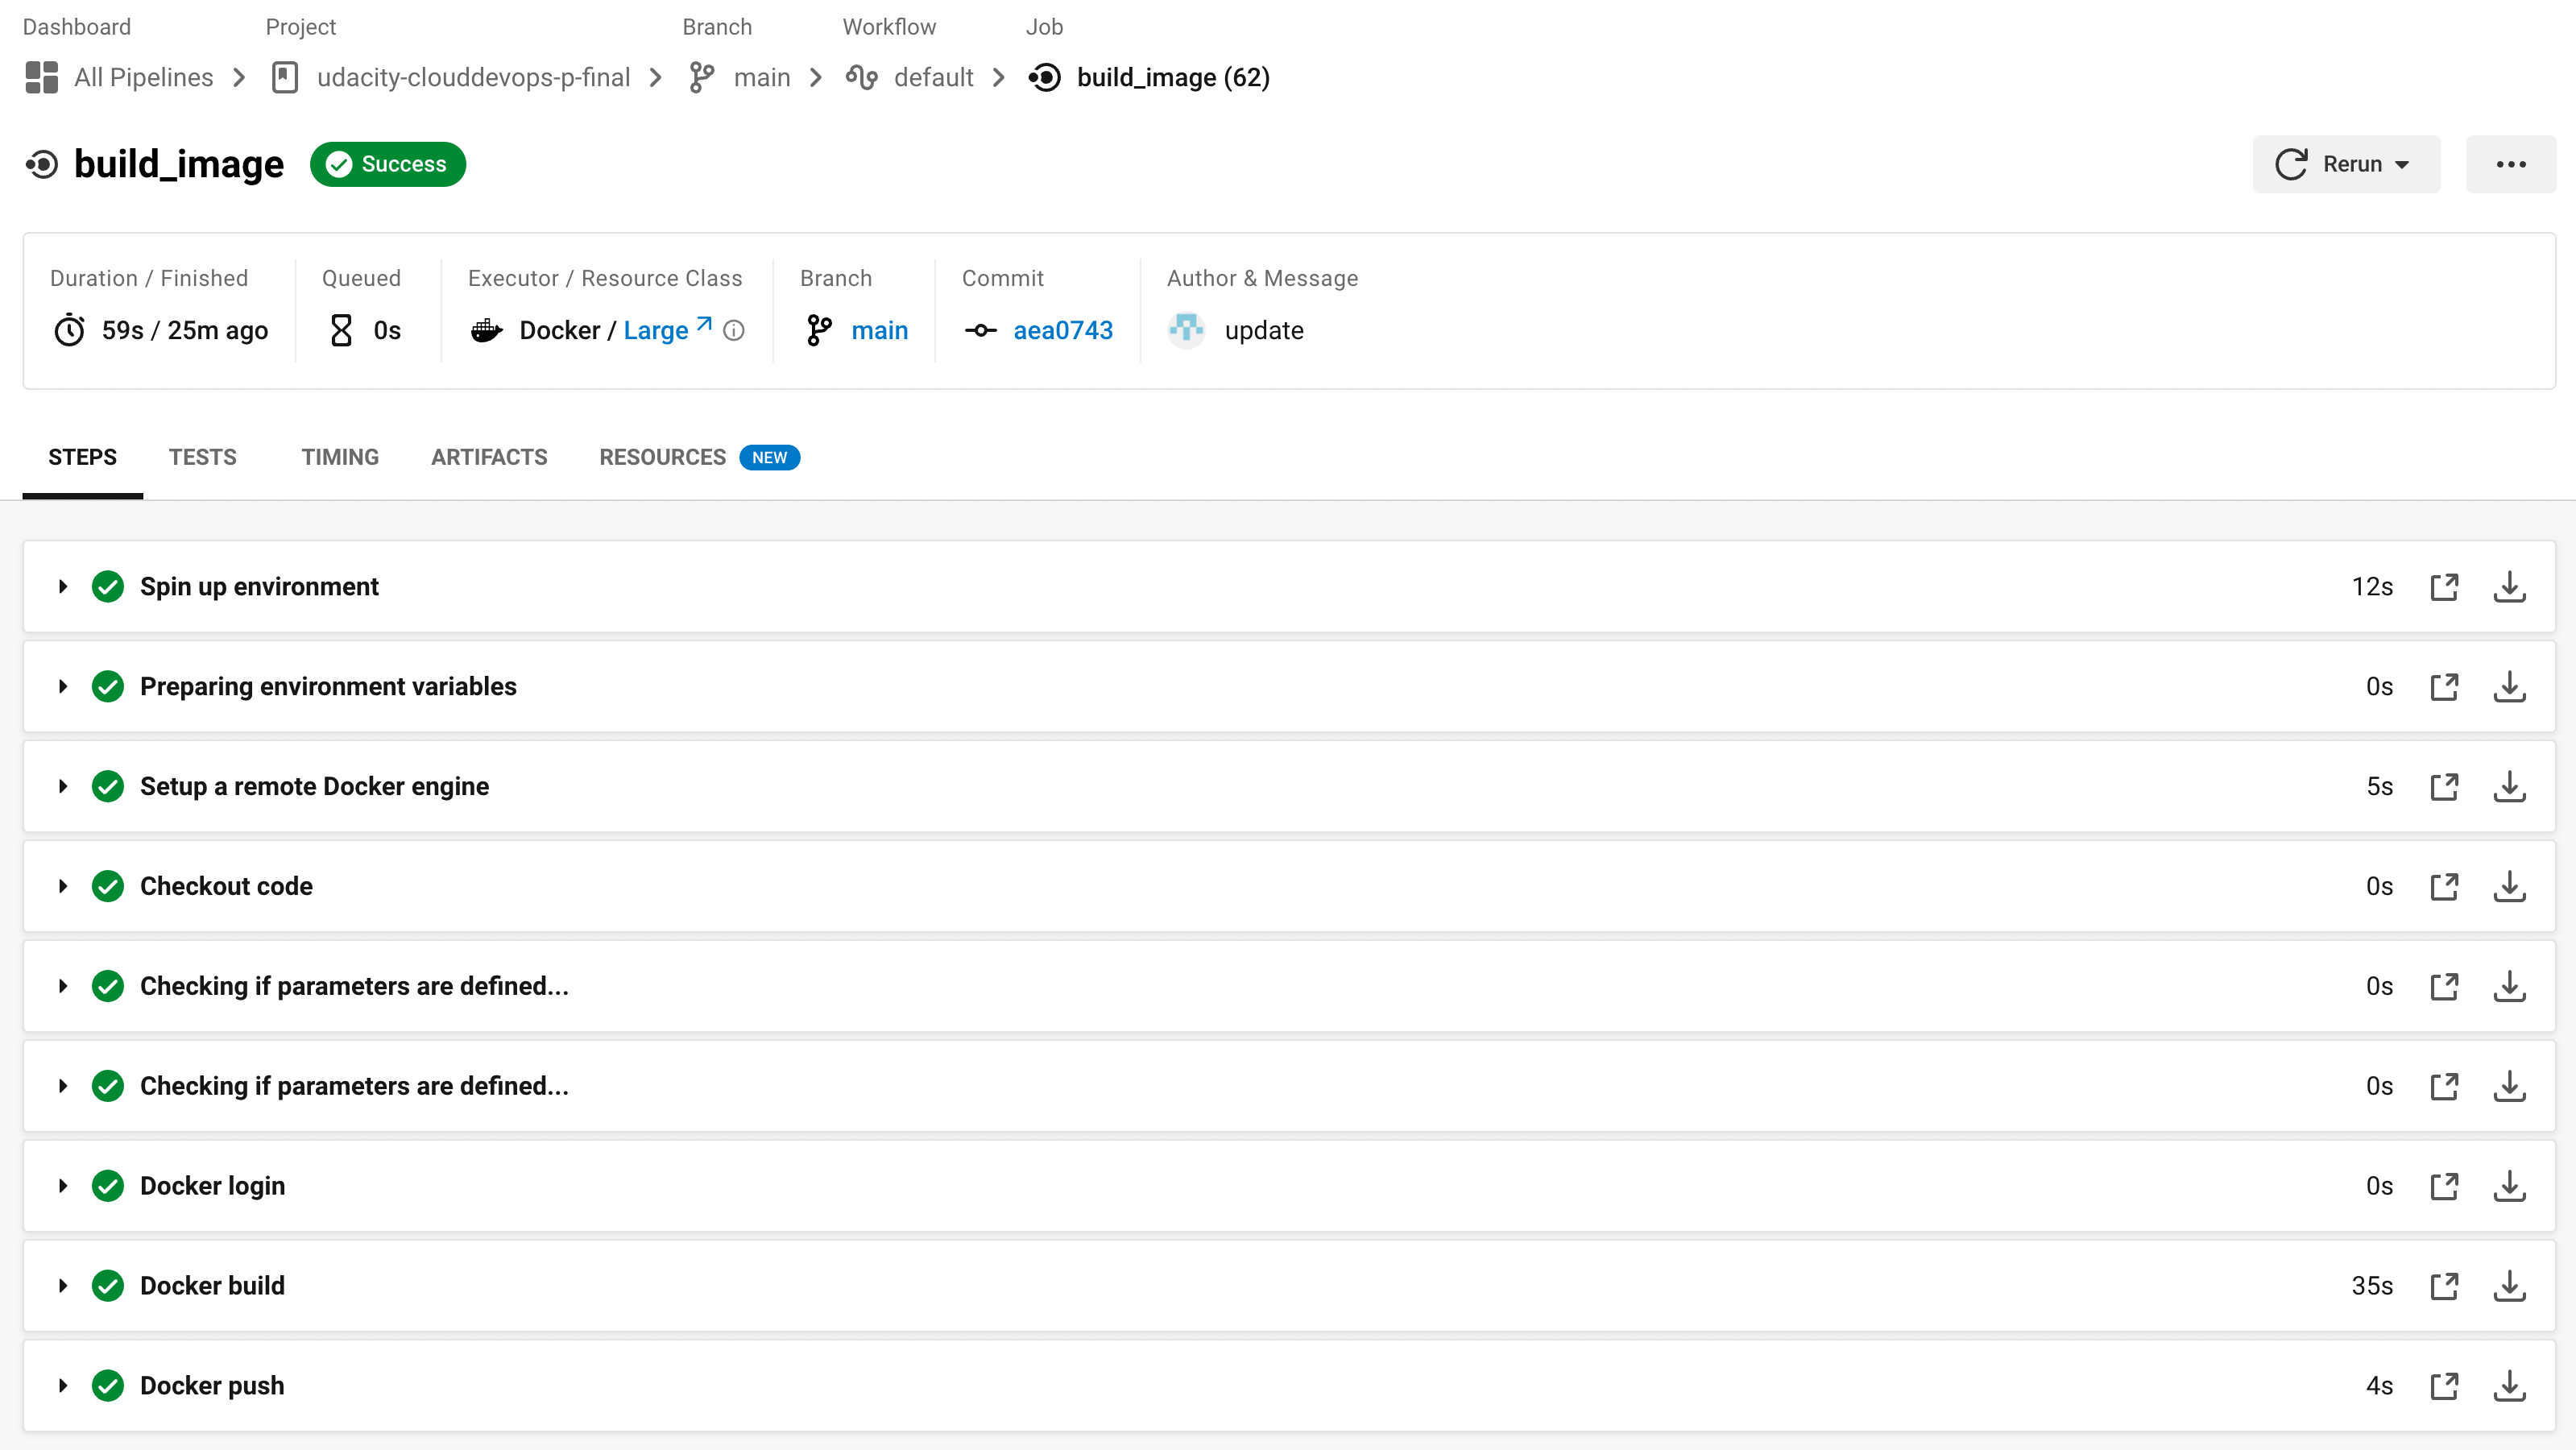 Dashboard Project Branch Workflow Job
All Pipelines udacity-clouddevops-p-final main default build_image (62)
build_image Success Rerun
Duration / Finished Queued Executor / Resource Class Branch Commit Author & Message
59s / 25m ago 0s Docker / Large main aea0743 update
STEPS TESTS TIMING ARTIFACTS RESOURCES NEW
Spin up environment 12s
Preparing environment variables 0s
Setup a remote Docker engine 5s
Checkout code 0s
Checking if parameters are defined... 0s
Checking if parameters are defined... 0s
Docker login 0s
Docker build 35s
Docker push 4s